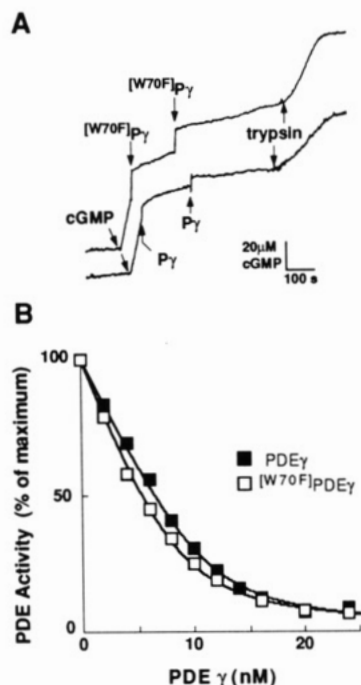 A
[W70F]Pγ
[W70F]Pγ
trypsin
cGMP
Pγ
Pγ
20μM
cGMP
100 s
B
PDE Activity (% of maximum)
100
50
0
PDEγ
[W70F]PDEγ
0
10
20
PDE γ (nM)